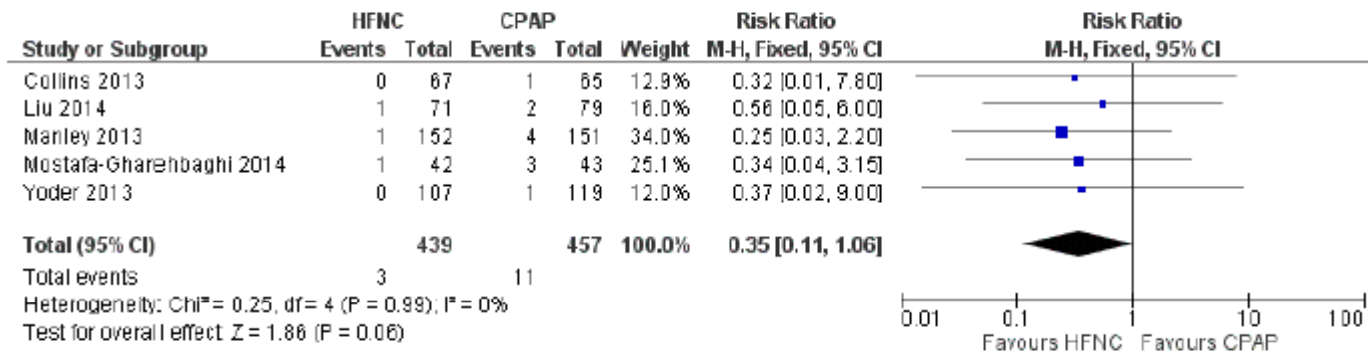 HFNC CPAP Risk Ratio Risk Ratio
Study or Subgroup Events Total Events Total Weight M-H, Fixed, 95% CI M-H, Fixed, 95% CI
Collins 2013 0 67 1 65 12.9% 0.32 [0.01, 7.80]
Liu 2014 1 71 2 79 16.0% 0.56 [0.05, 6.00]
Manley 2013 1 152 4 151 34.0% 0.25 [0.03, 2.20]
Mostafa-Gharehbaghi 2014 1 42 3 43 25.1% 0.34 [0.04, 3.15]
Yoder 2013 0 107 1 119 12.0% 0.37 [0.02, 9.00]
Total (95% CI) 439 457 100.0% 0.35 [0.11, 1.06]
Total events 3 11
Heterogeneity: Chi² = 0.25, df = 4 (P = 0.99); I² = 0%
Test for overall effect: Z = 1.86 (P = 0.06)
0.01 0.1 1 10 100
Favours HFNC Favours CPAP